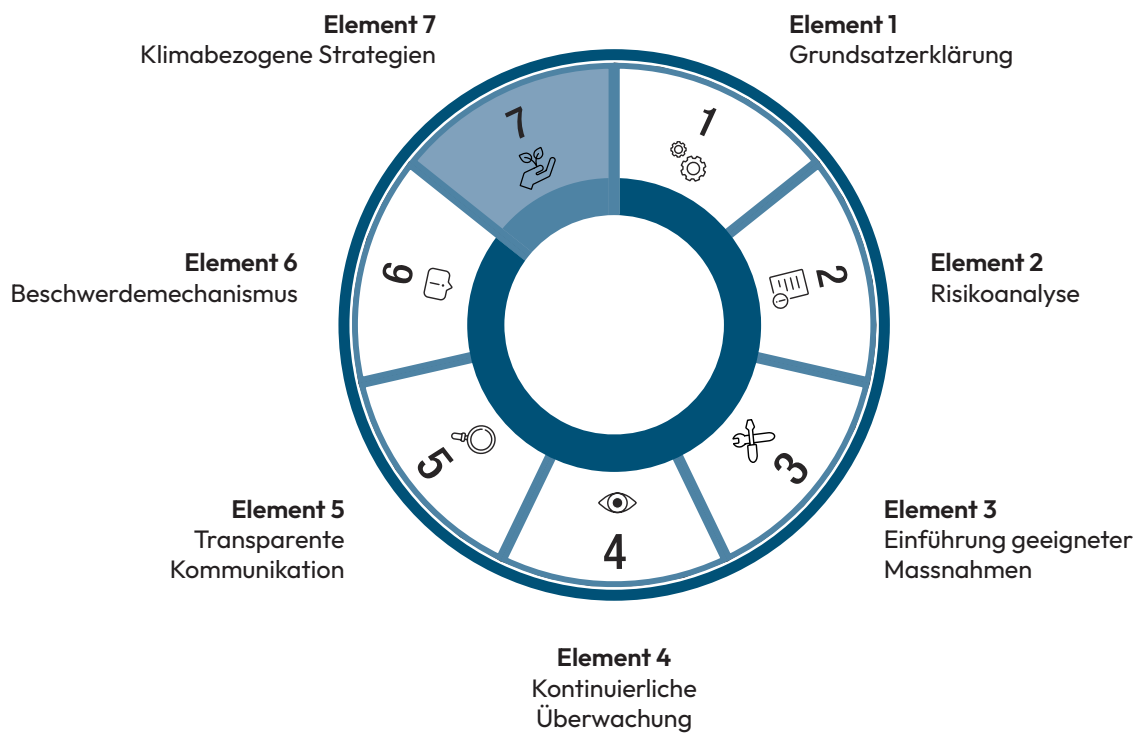 Element 7
Klimabezogene Strategien
Element 1
Grundsatzerklärung
7
1
Element 6
Beschwerdemechanismus
6
2
Element 2
Risikoanalyse
5
3
4
Element 5
Transparente
Kommunikation
Element 3
Einführung geeigneter
Massnahmen
Element 4
Kontinuierliche
Überwachung